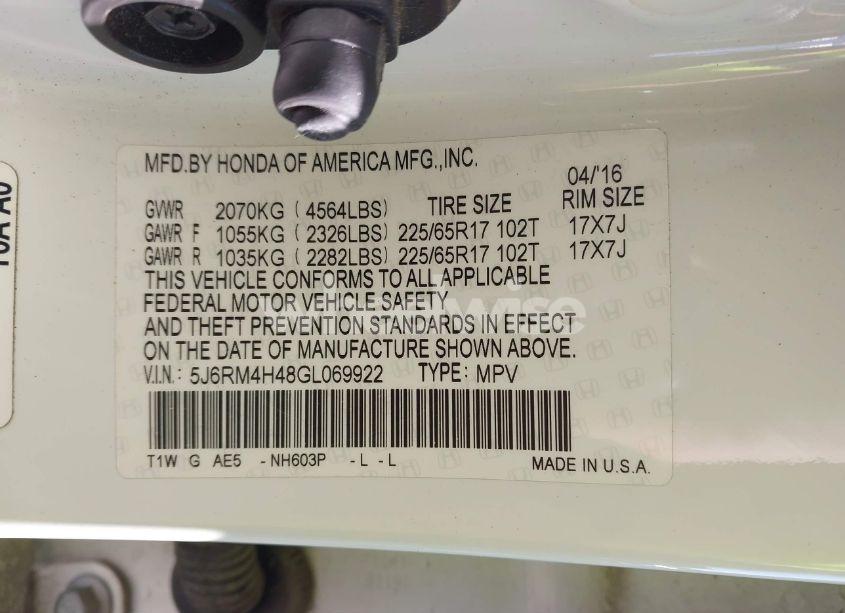 MFD.BY HONDA OF AMERICA MFG.,INC.
04/'16
GVWR 2070KG ( 4564LBS) TIRE SIZE RIM SIZE
GAWR F 1055KG ( 2326LBS) 225/65R17 102T 17X7J
GAWR R 1035KG ( 2282LBS) 225/65R17 102T 17X7J
THIS VEHICLE CONFORMS TO ALL APPLICABLE
FEDERAL MOTOR VEHICLE SAFETY
AND THEFT PREVENTION STANDARDS IN EFFECT
ON THE DATE OF MANUFACTURE SHOWN ABOVE.
V.I.N.: 5J6RM4H48GL069922 TYPE: MPV
T1W G AE5 -NH603P -L -L MADE IN U.S.A.